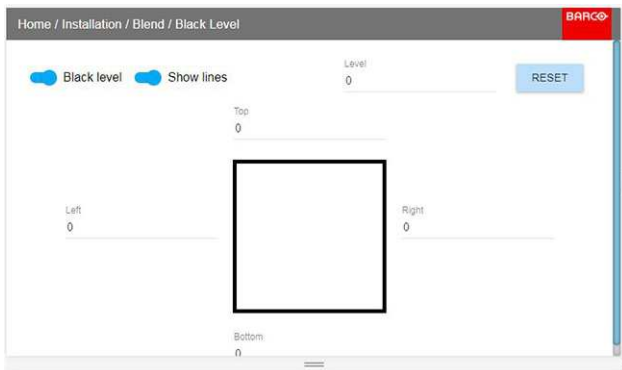 Home / Installation / Blend / Black Level
BARCO
Black level
Show lines
Level
0
RESET
Top
0
Left
0
Right
0
Bottom
0